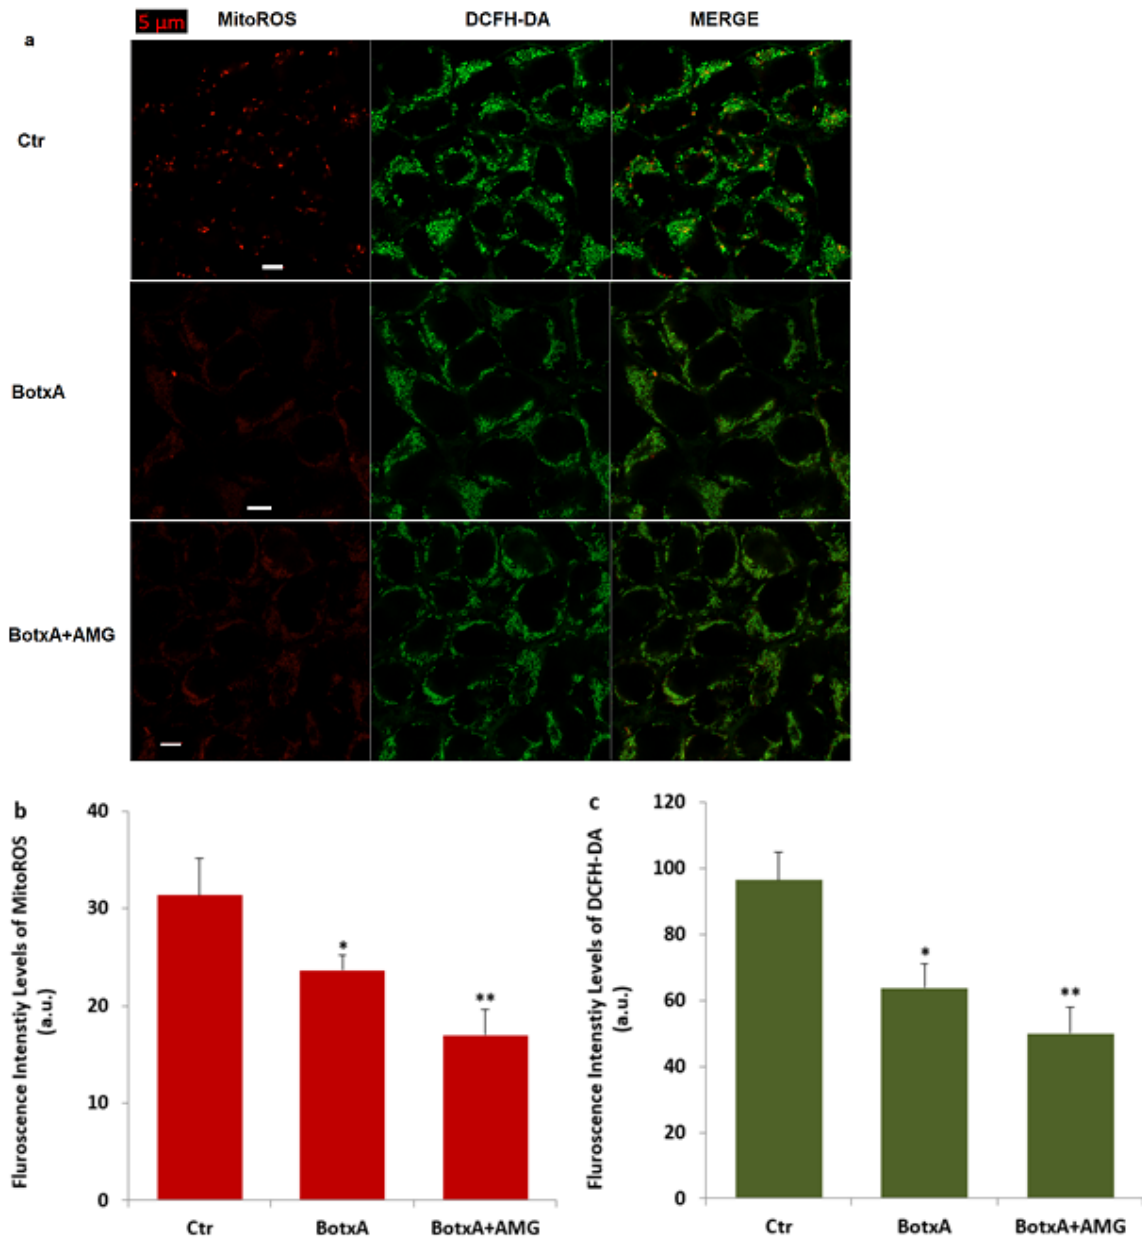 5 μm MitoROS DCFH-DA MERGE
a
Ctr
BotxA
BotxA+AMG
b
Fluroscence Intenstiy Levels of MitoROS
(a.u.)
40
30
20
10
0
*
**
Ctr BotxA BotxA+AMG
c
Fluroscence Intenstiy Levels of DCFH-DA
(a.u.)
120
100
80
60
40
20
0
*
**
Ctr BotxA BotxA+AMG